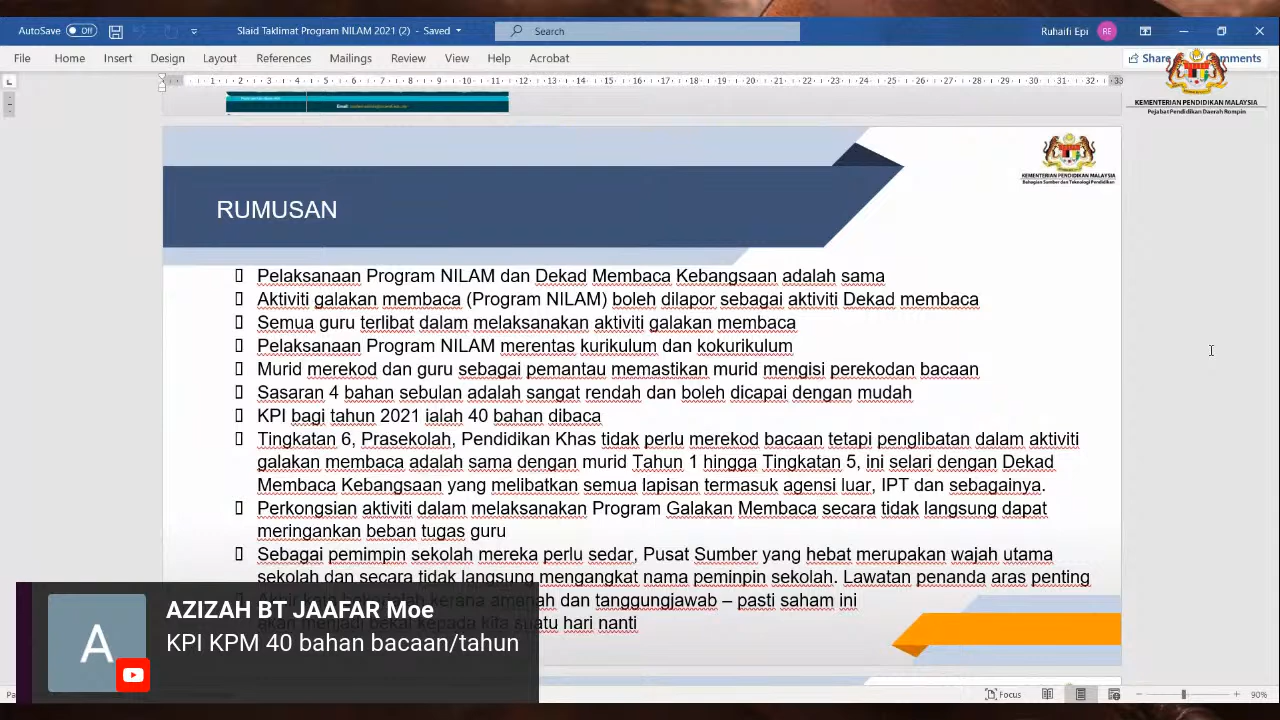 AutoSave Off
Slaid Taklimat Program NILAM 2021 (2) - Saved
Search
Ruhaifi Epi
RE
File Home Insert Design Layout References Mailings Review View Help Acrobat
Share
Comments
KEMENTERIAN PENDIDIKAN MALAYSIA
Pejabat Pendidikan Daerah Rompin
KEMENTERIAN PENDIDIKAN MALAYSIA
Bahagian Sumber dan Teknologi Pendidikan
RUMUSAN
Pelaksanaan Program NILAM dan Dekad Membaca Kebangsaan adalah sama
Aktiviti galakan membaca (Program NILAM) boleh dilapor sebagai aktiviti Dekad membaca
Semua guru terlibat dalam melaksanakan aktiviti galakan membaca
Pelaksanaan Program NILAM merentas kurikulum dan kokurikulum
Murid merekod dan guru sebagai pemantau memastikan murid mengisi perekodan bacaan
Sasaran 4 bahan sebulan adalah sangat rendah dan boleh dicapai dengan mudah
KPI bagi tahun 2021 ialah 40 bahan dibaca
Tingkatan 6, Prasekolah, Pendidikan Khas tidak perlu merekod bacaan tetapi penglibatan dalam aktiviti
galakan membaca adalah sama dengan murid Tahun 1 hingga Tingkatan 5, ini selari dengan Dekad
Membaca Kebangsaan yang melibatkan semua lapisan termasuk agensi luar, IPT dan sebagainya.
Perkongsian aktiviti dalam melaksanakan Program Galakan Membaca secara tidak langsung dapat
meringankan beban tugas guru
Sebagai pemimpin sekolah mereka perlu sedar, Pusat Sumber yang hebat merupakan wajah utama
sekolah dan secara tidak langsung mengangkat nama peminpin sekolah. Lawatan penanda aras penting
kerana amanah dan tanggungjawab – pasti saham ini
akan menjadi bekal kepada kita suatu hari nanti
A
AZIZAH BT JAAFAR Moe
KPI KPM 40 bahan bacaan/tahun
Focus
90%